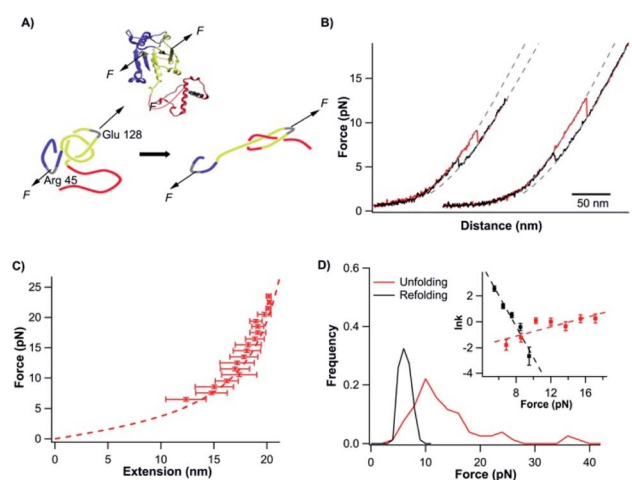 A)
F
F
F
F
Glu 128
Arg 45
F
F
B)
Force (pN)
15
10
5
0
50 nm
Distance (nm)
C)
Force (pN)
25
20
15
10
5
0
0
5
10
15
20
Extension (nm)
D)
Frequency
0.6
0.4
0.2
0.0
Unfolding
Refolding
lnk
2
0
-2
-4
8
12
16
Force (pN)
0
10
20
30
40
Force (pN)